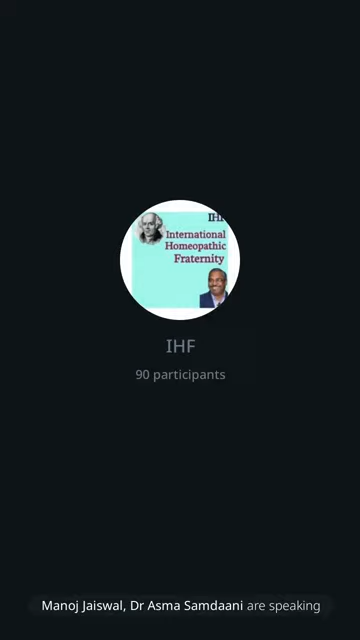 IHF
International
Homeopathic
Fraternity
IHF
90 participants
Manoj Jaiswal, Dr Asma Samdaani are speaking